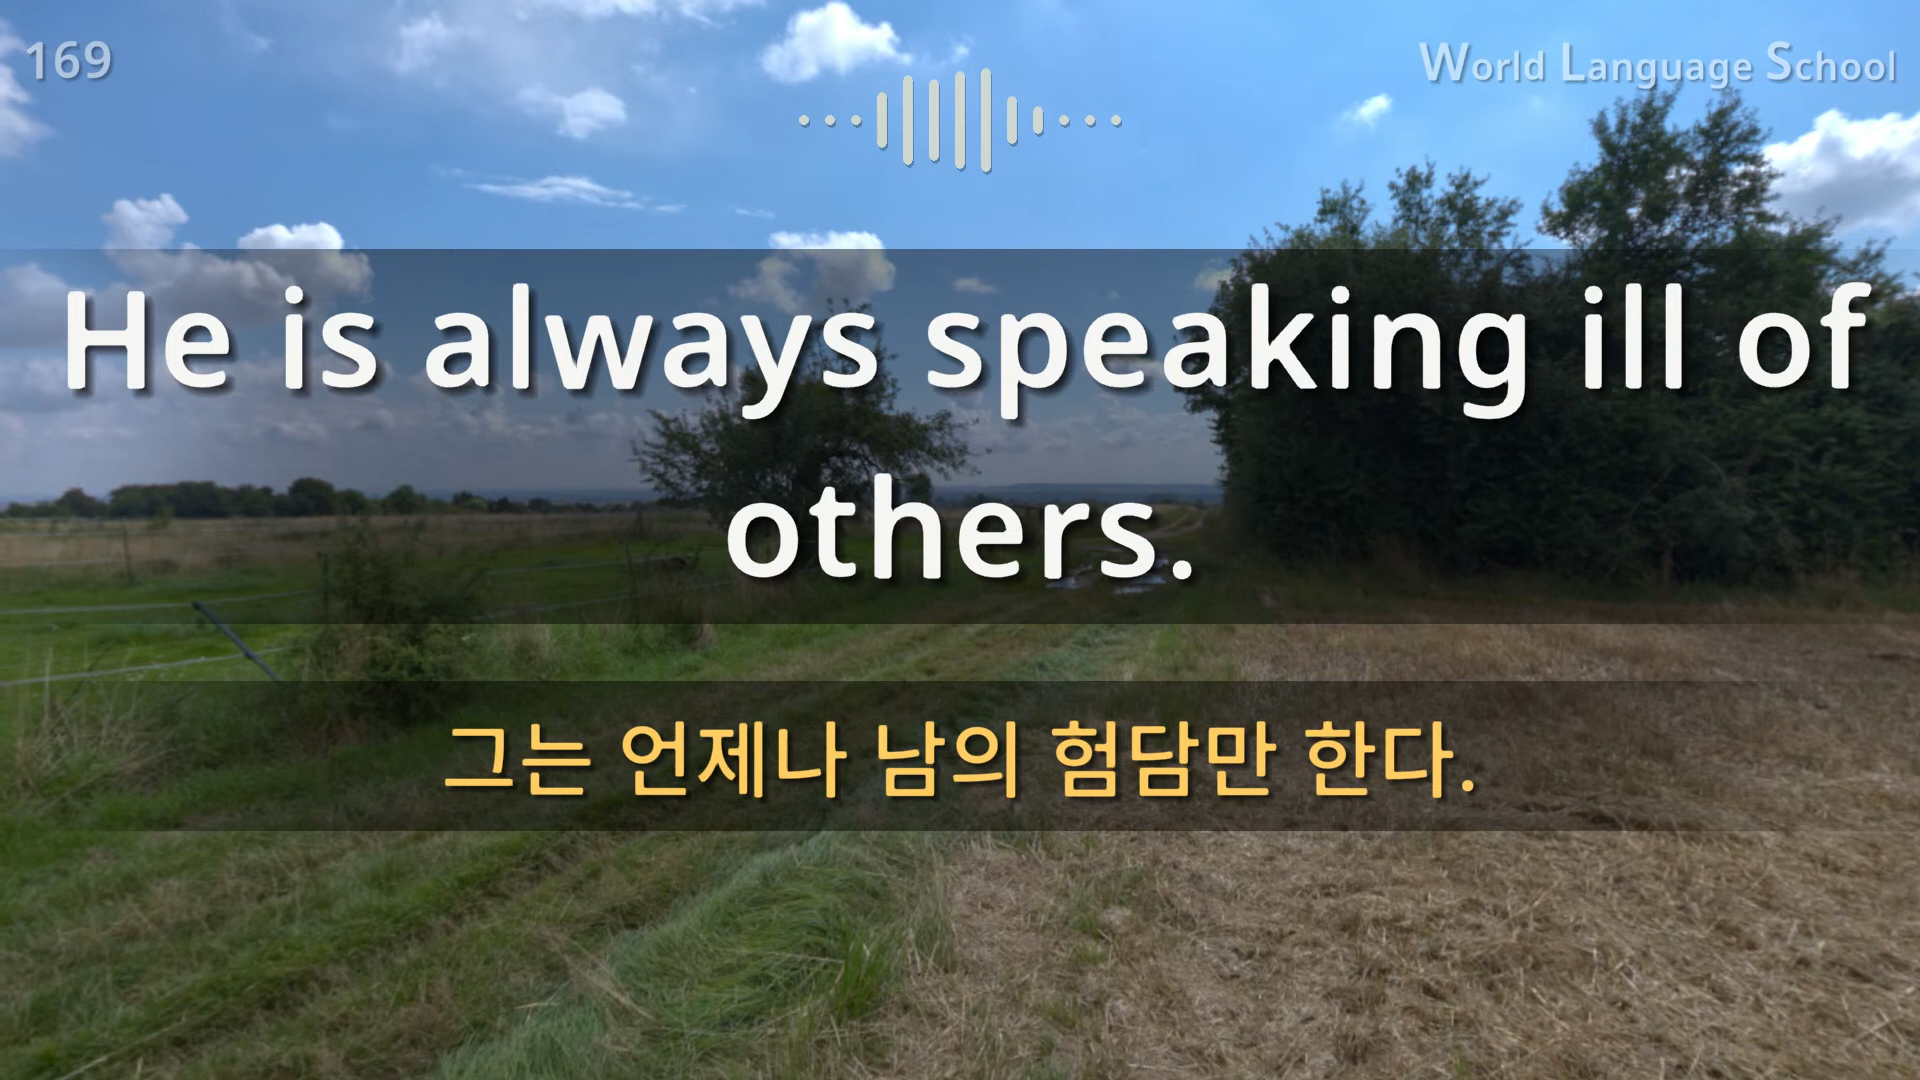 169
World Language School
He is always speaking ill of
others.
그는 언제나 남의 험담만 한다.